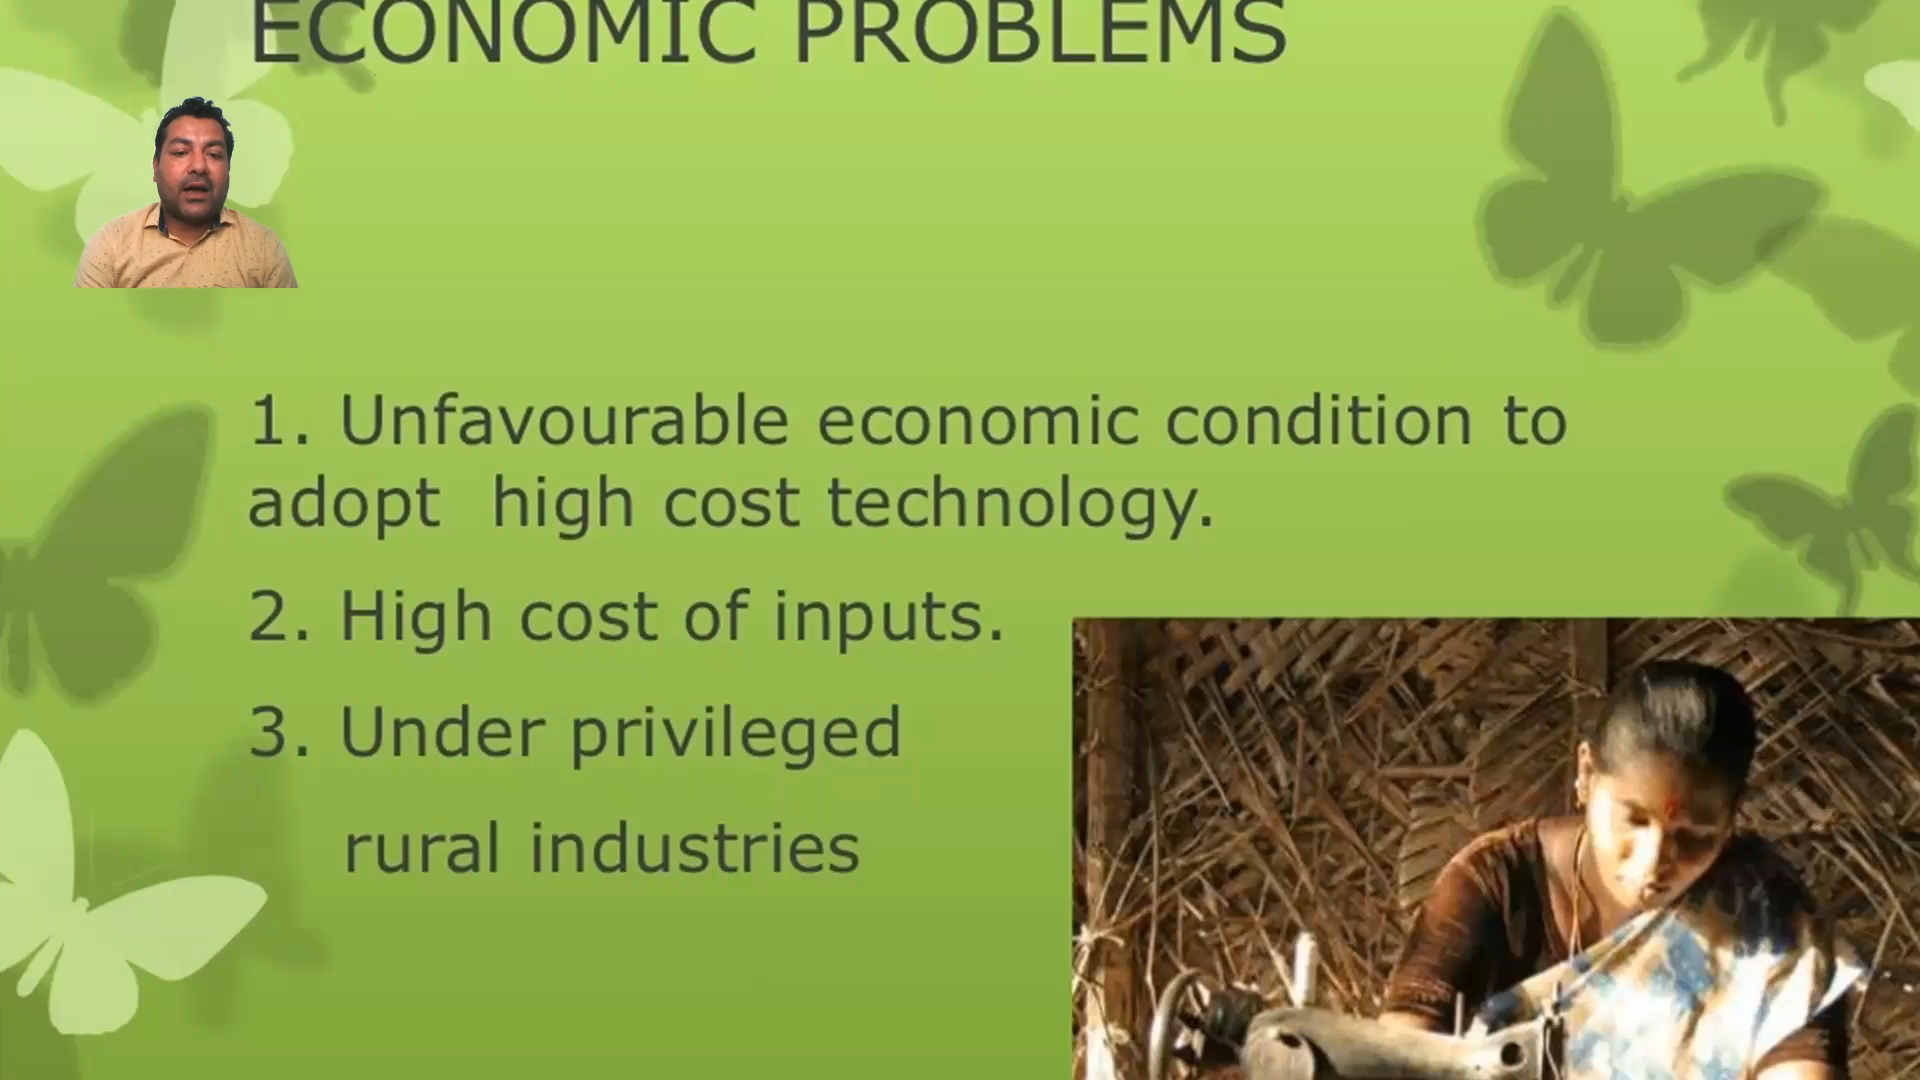 ECONOMIC PROBLEMS
1. Unfavourable economic condition to
adopt high cost technology.
2. High cost of inputs.
3. Under privileged
rural industries